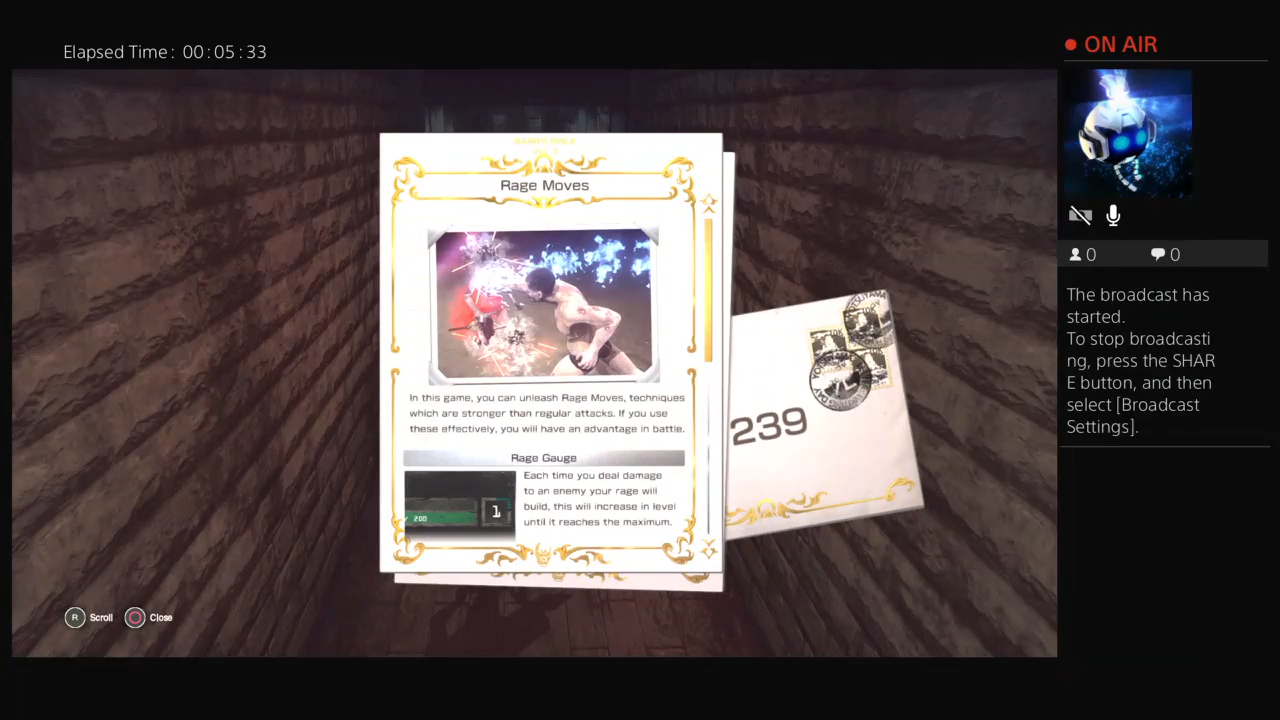 Elapsed Time: 00:05:33
ON AIR
Rage Moves
In this game, you can unleash Rage Moves, techniques
which are stronger than regular attacks. If you use
these effectively, you will have an advantage in battle.
Rage Gauge
Each time you deal damage
to an enemy your rage will
build, this will increase in level
until it reaches the maximum.
200
1
239
R Scroll Close
0 0
The broadcast has
started.
To stop broadcasti
ng, press the SHAR
E button, and then
select [Broadcast
Settings].